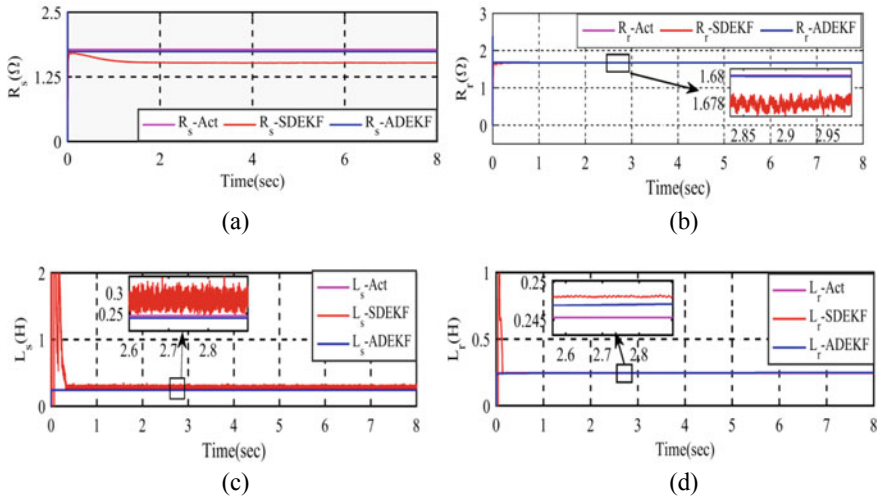 2.5
1.25
0
R_s(Ω)
R_s-Act R_s-SDEKF R_s-ADEKF
0 2 4 6 8
Time(sec)
(a)
3
2
1
0
R_r(Ω)
R_r-Act R_r-SDEKF R_r-ADEKF
1.68
1.678
2.85 2.9 2.95
0 1 2 3 4 5 6 7 8
Time(sec)
(b)
2
1
0
L_s(H)
0.3
0.25
2.6 2.7 2.8
L_s-Act
L_s-SDEKF
L_s-ADEKF
0 1 2 3 4 5 6 7 8
Time(sec)
(c)
1
0.5
0
L_r(H)
0.25
0.245
2.6 2.7 2.8
L_r-Act
L_r-SDEKF
L_r-ADEKF
0 1 2 3 4 5 6 7 8
Time(sec)
(d)